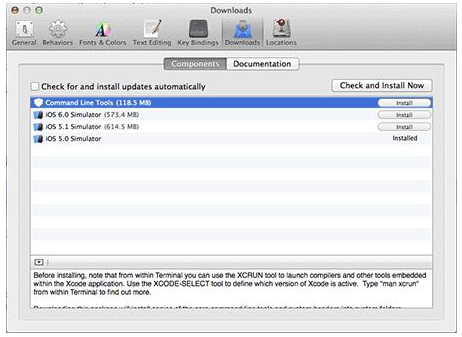 Downloads
General Behaviors Fonts & Colors Text Editing Key Bindings Downloads Locations
Components Documentation
Check for and install updates automatically Check and Install Now
Command Line Tools (118.5 MB) Install
iOS 6.0 Simulator (573.4 MB) Install
iOS 5.1 Simulator (614.5 MB) Install
iOS 5.0 Simulator Installed
Before installing, note that from within Terminal you can use the XCRUN tool to launch compilers and other tools embedded
within the Xcode application. Use the XCODE-SELECT tool to define which version of Xcode is active. Type "man xcrun"
from within Terminal to find out more.